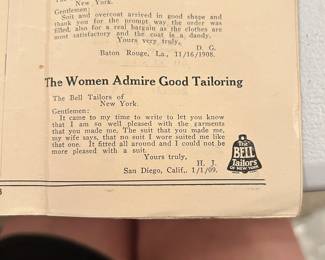 New York.
Gentlemen:
Suit and overcoat arrived in good shape and
thank you for the prompt way the order was
filled, also for a real bargain as the clothes are
most satisfactory and the coat is a dandy.
Yours very truly,
D. G.
Baton Rouge, La., 11/16/1908.
The Women Admire Good Tailoring
The Bell Tailors of
New York.
Gentlemen:
It came to my time to write to let you know
that I am so well pleased with the garments
that you made me. The suit that you made me,
my wife says, that no suit I wore suited me like
that one. It fitted all around and I could not be
more pleased with a suit.
Yours truly,
H. J.
San Diego, Calif., 1/1/09.
The
BELL
Tailors
OF NEW YORK